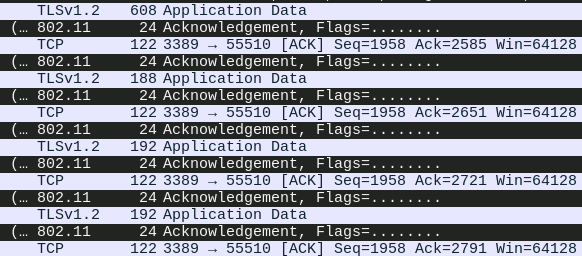 TLSv1.2 608 Application Data
(… 802.11 24 Acknowledgement, Flags=........
TCP 122 3389 → 55510 [ACK] Seq=1958 Ack=2585 Win=64128
(… 802.11 24 Acknowledgement, Flags=........
TLSv1.2 188 Application Data
(… 802.11 24 Acknowledgement, Flags=........
TCP 122 3389 → 55510 [ACK] Seq=1958 Ack=2651 Win=64128
(… 802.11 24 Acknowledgement, Flags=........
TLSv1.2 192 Application Data
(… 802.11 24 Acknowledgement, Flags=........
TCP 122 3389 → 55510 [ACK] Seq=1958 Ack=2721 Win=64128
(… 802.11 24 Acknowledgement, Flags=........
TLSv1.2 192 Application Data
(… 802.11 24 Acknowledgement, Flags=........
TCP 122 3389 → 55510 [ACK] Seq=1958 Ack=2791 Win=64128